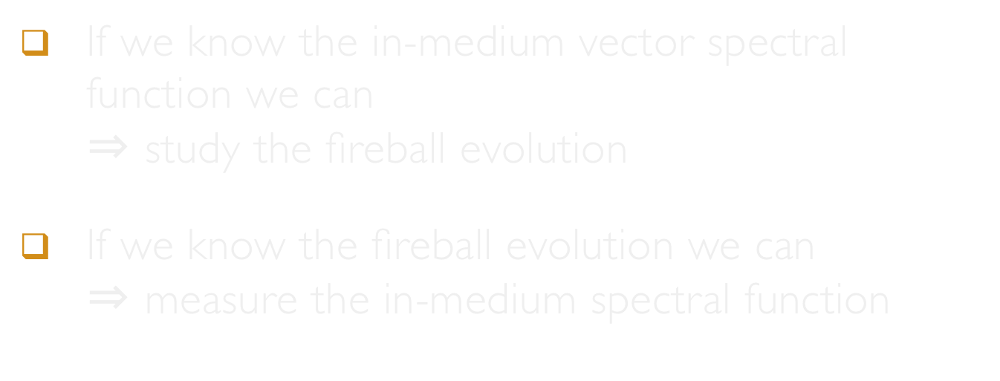 ❑ If we know the in-medium vector spectral
function we can
⇒ study the fireball evolution
❑ If we know the fireball evolution we can
⇒ measure the in-medium spectral function